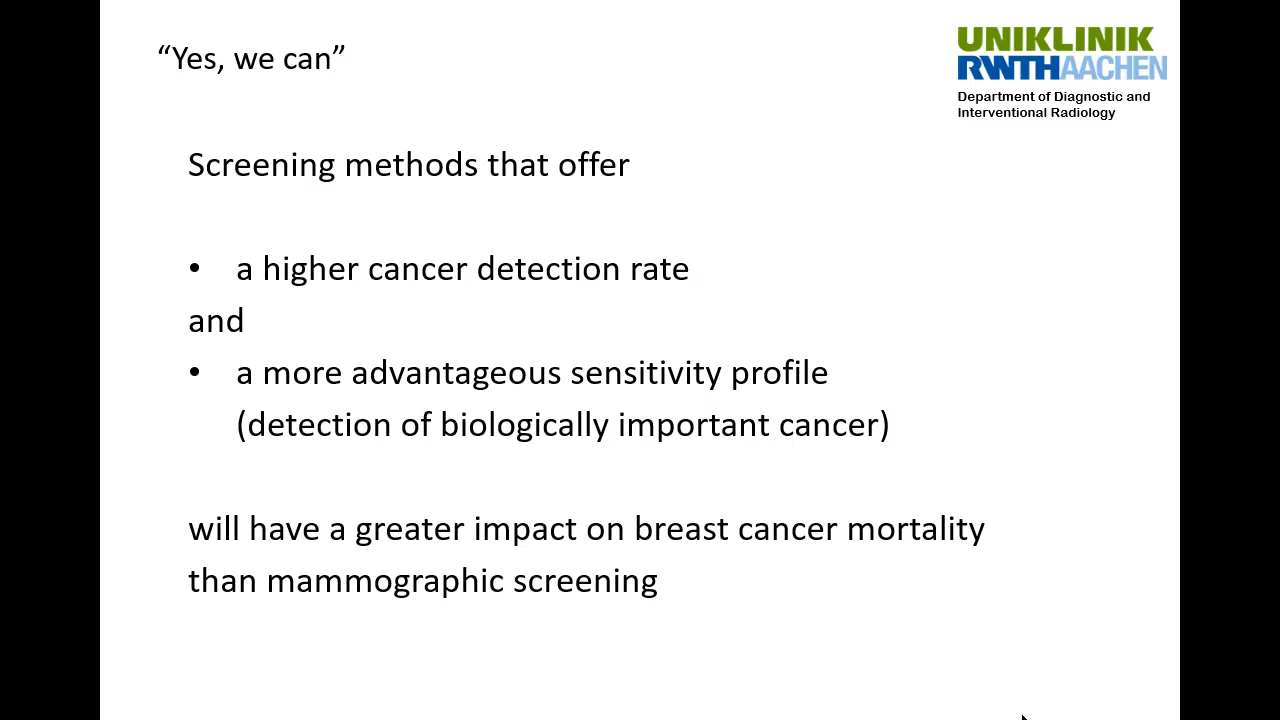 “Yes, we can”
UNIKLINIK
RWTHAACHEN
Department of Diagnostic and
Interventional Radiology
Screening methods that offer
• a higher cancer detection rate
and
• a more advantageous sensitivity profile
(detection of biologically important cancer)
will have a greater impact on breast cancer mortality
than mammographic screening